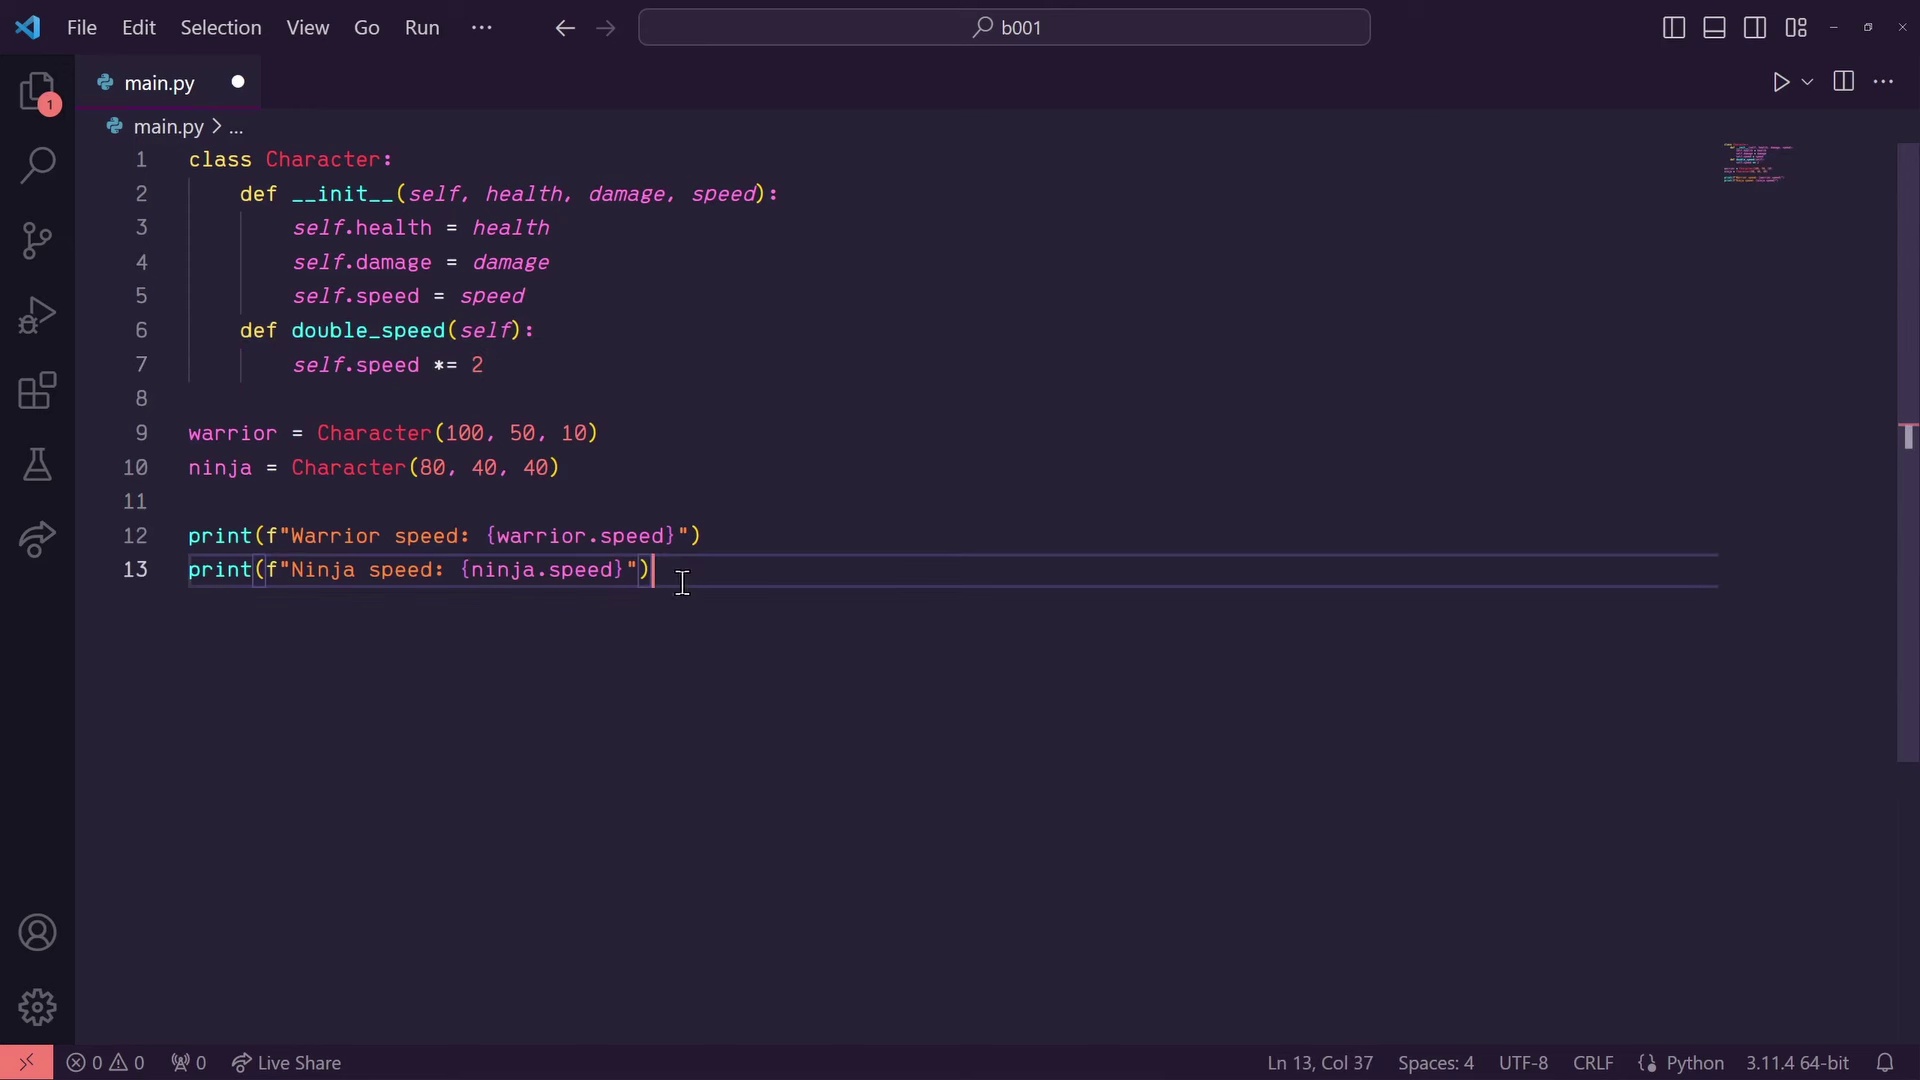 File Edit Selection View Go Run ···
b001
1
main.py
main.py > ...
1 class Character:
2     def __init__(self, health, damage, speed):
3         self.health = health
4         self.damage = damage
5         self.speed = speed
6     def double_speed(self):
7         self.speed *= 2
8
9 warrior = Character(100, 50, 10)
10 ninja = Character(80, 40, 40)
11
12 print(f"Warrior speed: {warrior.speed}")
13 print(f"Ninja speed: {ninja.speed}")
0 0 0 Live Share Ln 13, Col 37 Spaces: 4 UTF-8 CRLF {} Python 3.11.4 64-bit